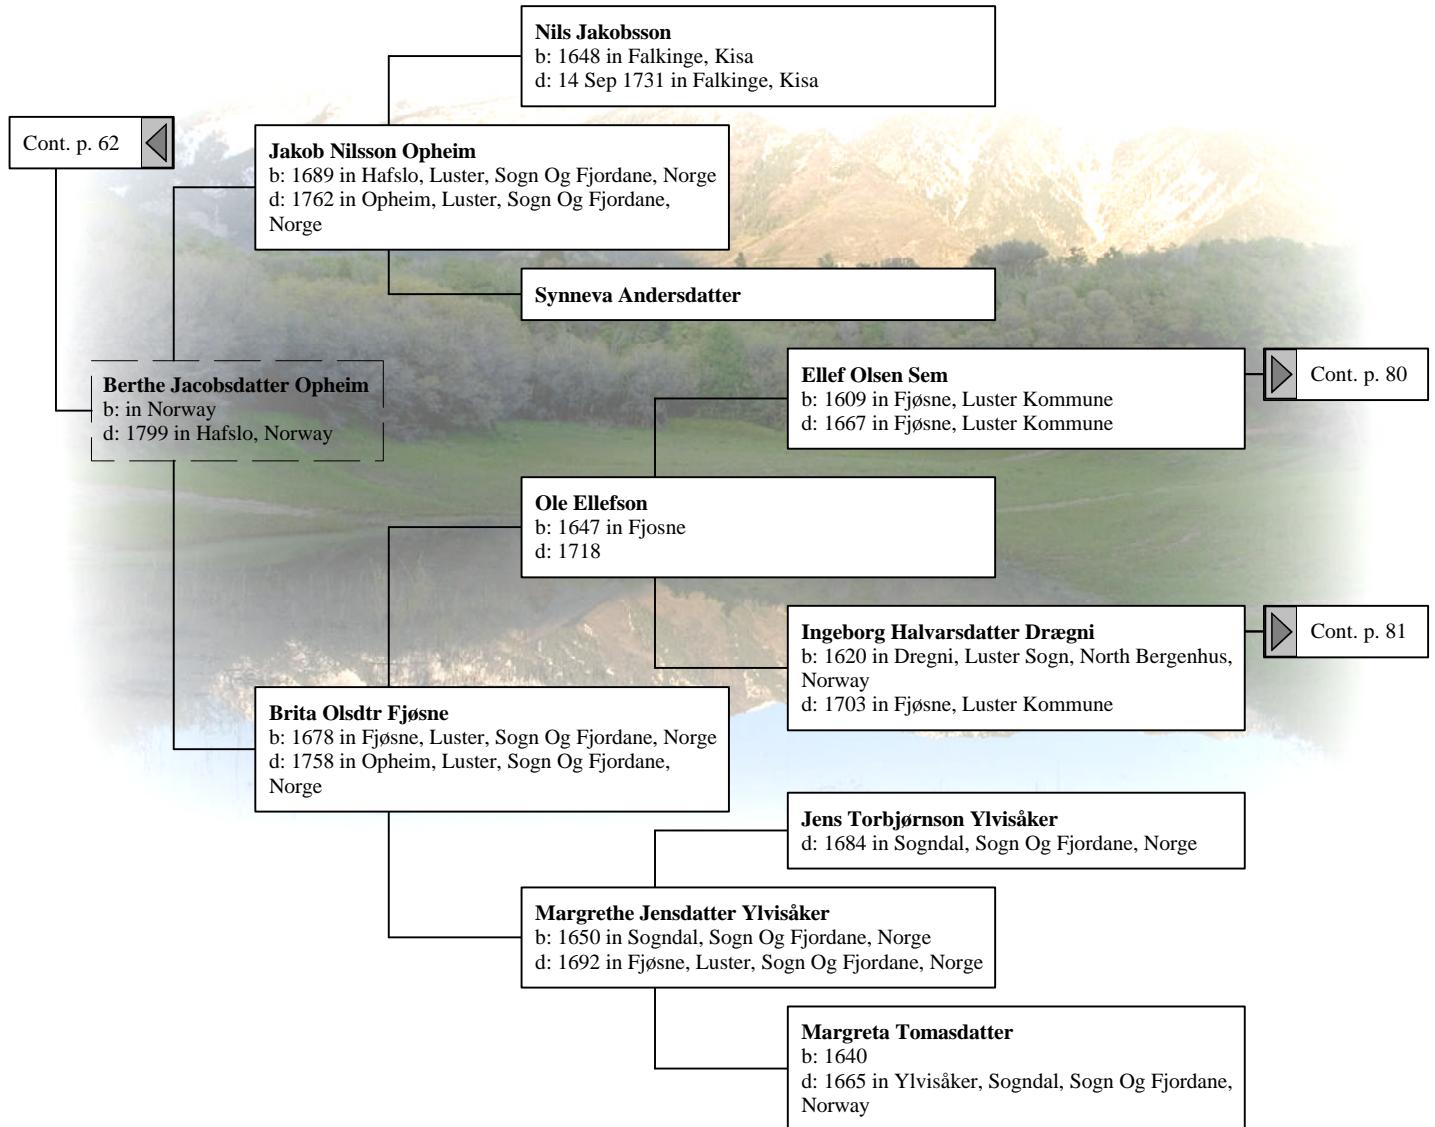 Nils Jakobsson
b: 1648 in Falkinge, Kisa
d: 14 Sep 1731 in Falkinge, Kisa
Cont. p. 62
Jakob Nilsson Opheim
b: 1689 in Hafslo, Luster, Sogn Og Fjordane, Norge
d: 1762 in Opheim, Luster, Sogn Og Fjordane,
Norge
Synneva Andersdatter
Berthe Jacobsdatter Opheim
b: in Norway
d: 1799 in Hafslo, Norway
Ellef Olsen Sem
b: 1609 in Fjøsne, Luster Kommune
d: 1667 in Fjøsne, Luster Kommune
Cont. p. 80
Ole Ellefson
b: 1647 in Fjosne
d: 1718
Ingeborg Halvarsdatter Drægni
b: 1620 in Dregni, Luster Sogn, North Bergenhus,
Norway
d: 1703 in Fjøsne, Luster Kommune
Cont. p. 81
Brita Olsdtr Fjøsne
b: 1678 in Fjøsne, Luster, Sogn Og Fjordane, Norge
d: 1758 in Opheim, Luster, Sogn Og Fjordane,
Norge
Jens Torbjørnson Ylvisåker
d: 1684 in Sogndal, Sogn Og Fjordane, Norge
Margrethe Jensdatter Ylvisåker
b: 1650 in Sogndal, Sogn Og Fjordane, Norge
d: 1692 in Fjøsne, Luster, Sogn Og Fjordane, Norge
Margreta Tomasdatter
b: 1640
d: 1665 in Ylvisåker, Sogndal, Sogn Og Fjordane,
Norway